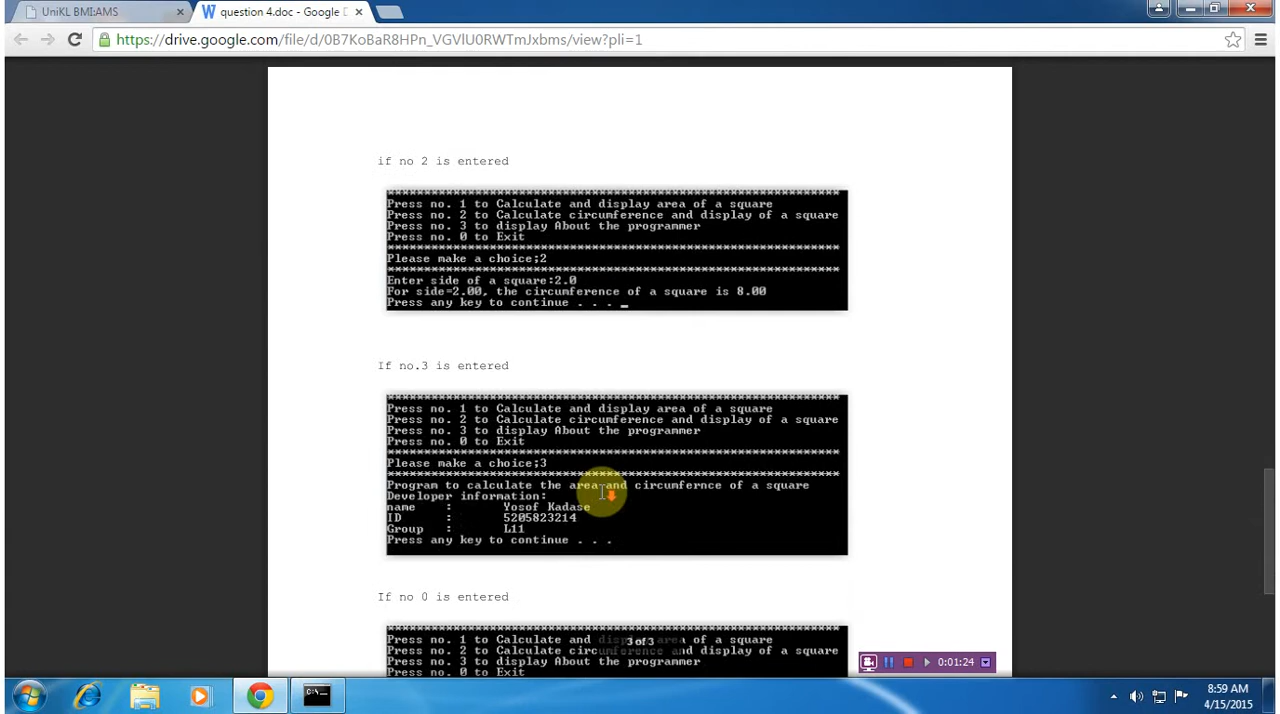 UniKL BMI:AMS
question 4.doc - Google D
https://drive.google.com/file/d/0B7KoBaR8HPn_VGVlU0RWTmJxbms/view?pli=1
if no 2 is entered
Press no. 1 to Calculate and display area of a square
Press no. 2 to Calculate circumference and display of a square
Press no. 3 to display About the programmer
Press no. 0 to Exit
Please make a choice;2
Enter side of a square:2.0
For side=2.00, the circumference of a square is 8.00
Press any key to continue . . . _
If no.3 is entered
Press no. 1 to Calculate and display area of a square
Press no. 2 to Calculate circumference and display of a square
Press no. 3 to display About the programmer
Press no. 0 to Exit
Please make a choice;3
Program to calculate the area and circumfernce of a square
Developer information:
name : Yosof Kadase
ID : 5205823214
Group : L11
Press any key to continue . . .
If no 0 is entered
Press no. 1 to Calculate and display area of a square
Press no. 2 to Calculate circumference and display of a square
Press no. 3 to display About the programmer
Press no. 0 to Exit
3 of 3
0:01:24
8:59 AM
4/15/2015